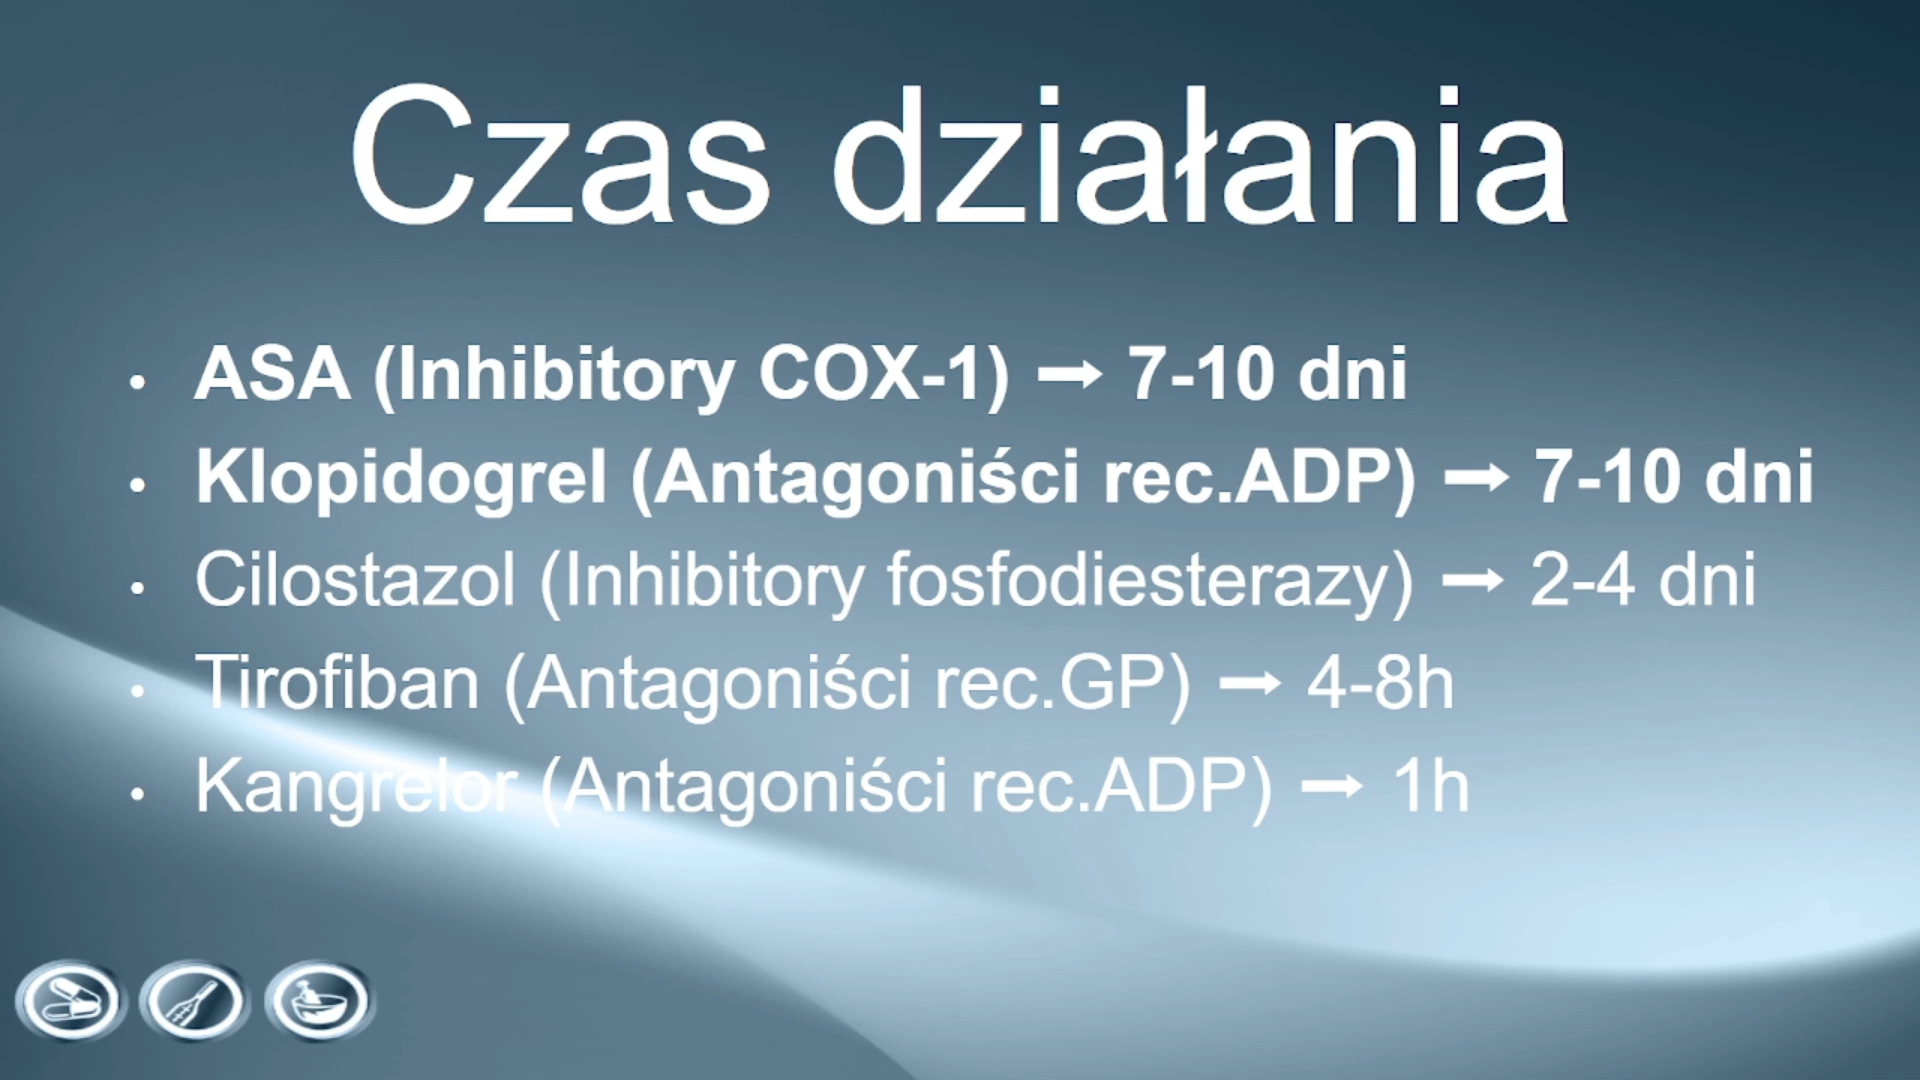 Czas działania
• ASA (Inhibitory COX-1) ➞ 7-10 dni
• Klopidogrel (Antagoniści rec.ADP) ➞ 7-10 dni
• Cilostazol (Inhibitory fosfodiesterazy) ➞ 2-4 dni
• Tirofiban (Antagoniści rec.GP) ➞ 4-8h
• Kangrelor (Antagoniści rec.ADP) ➞ 1h